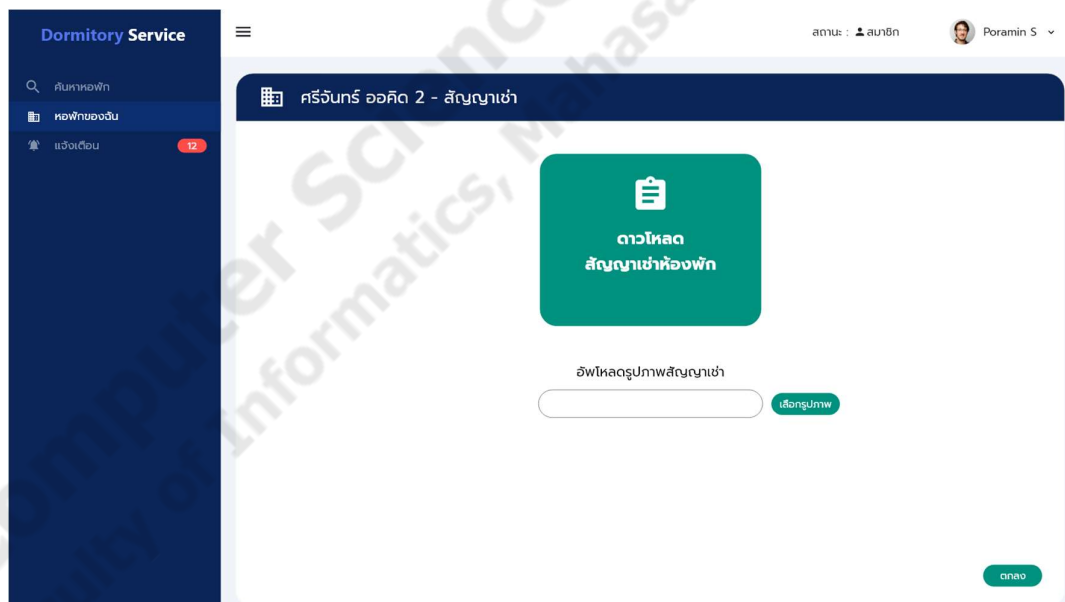 Dormitory Service
สถานะ : สมาชิก
Poramin S
ค้นหาหอพัก
หอพักของฉัน
แจ้งเตือน 12
ศรีจันทร์ ออคิด 2 - สัญญาเช่า
ดาวโหลด
สัญญาเช่าห้องพัก
อัพโหลดรูปภาพสัญญาเช่า
เลือกรูปภาพ
ตกลง